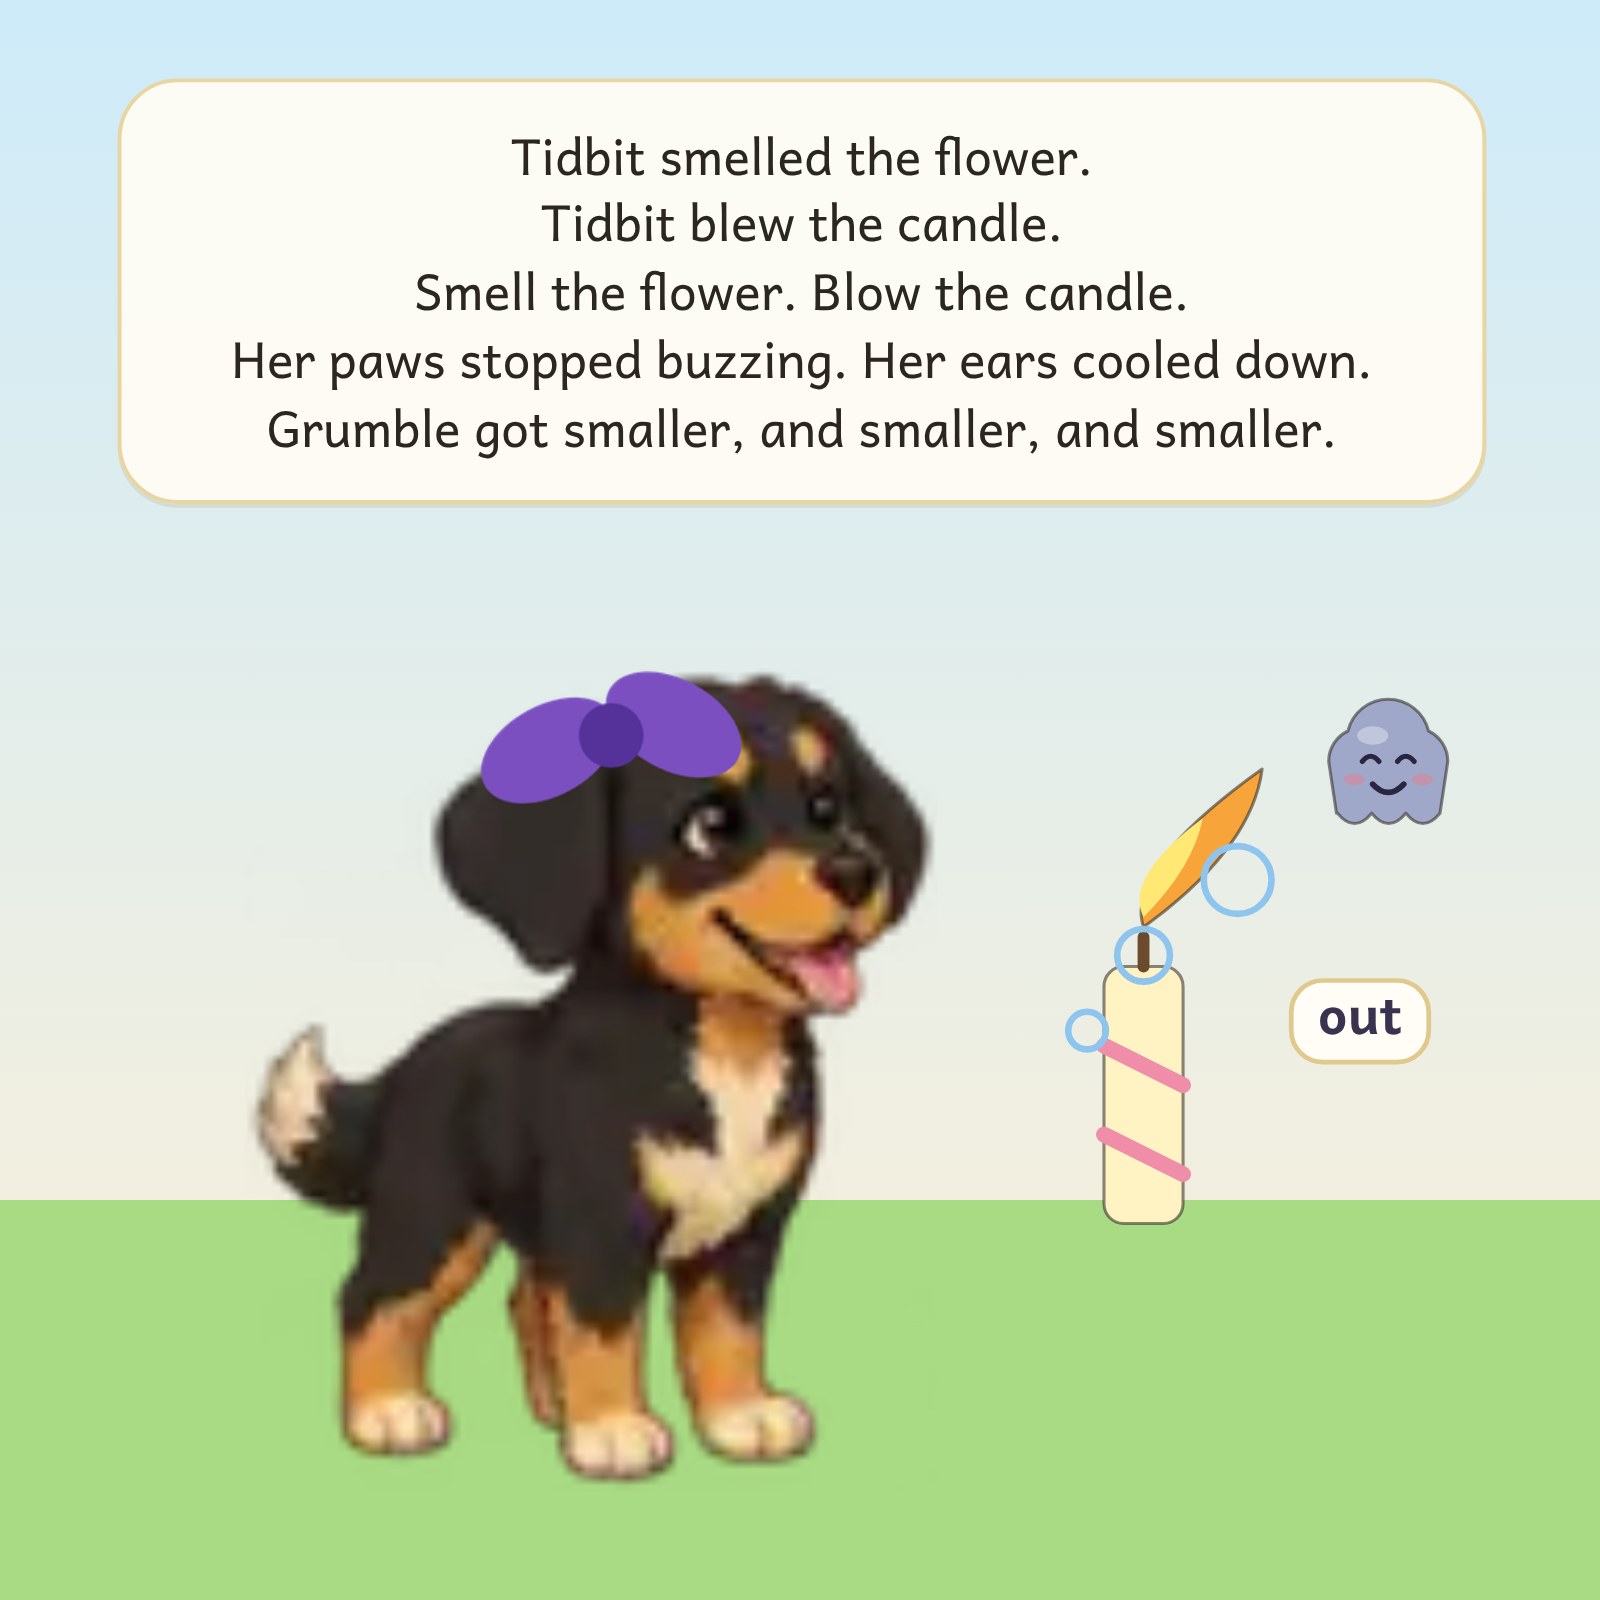 Tidbit smelled the flower.
Tidbit blew the candle.
Smell the flower. Blow the candle.
Her paws stopped buzzing. Her ears cooled down.
Grumble got smaller, and smaller, and smaller.
out